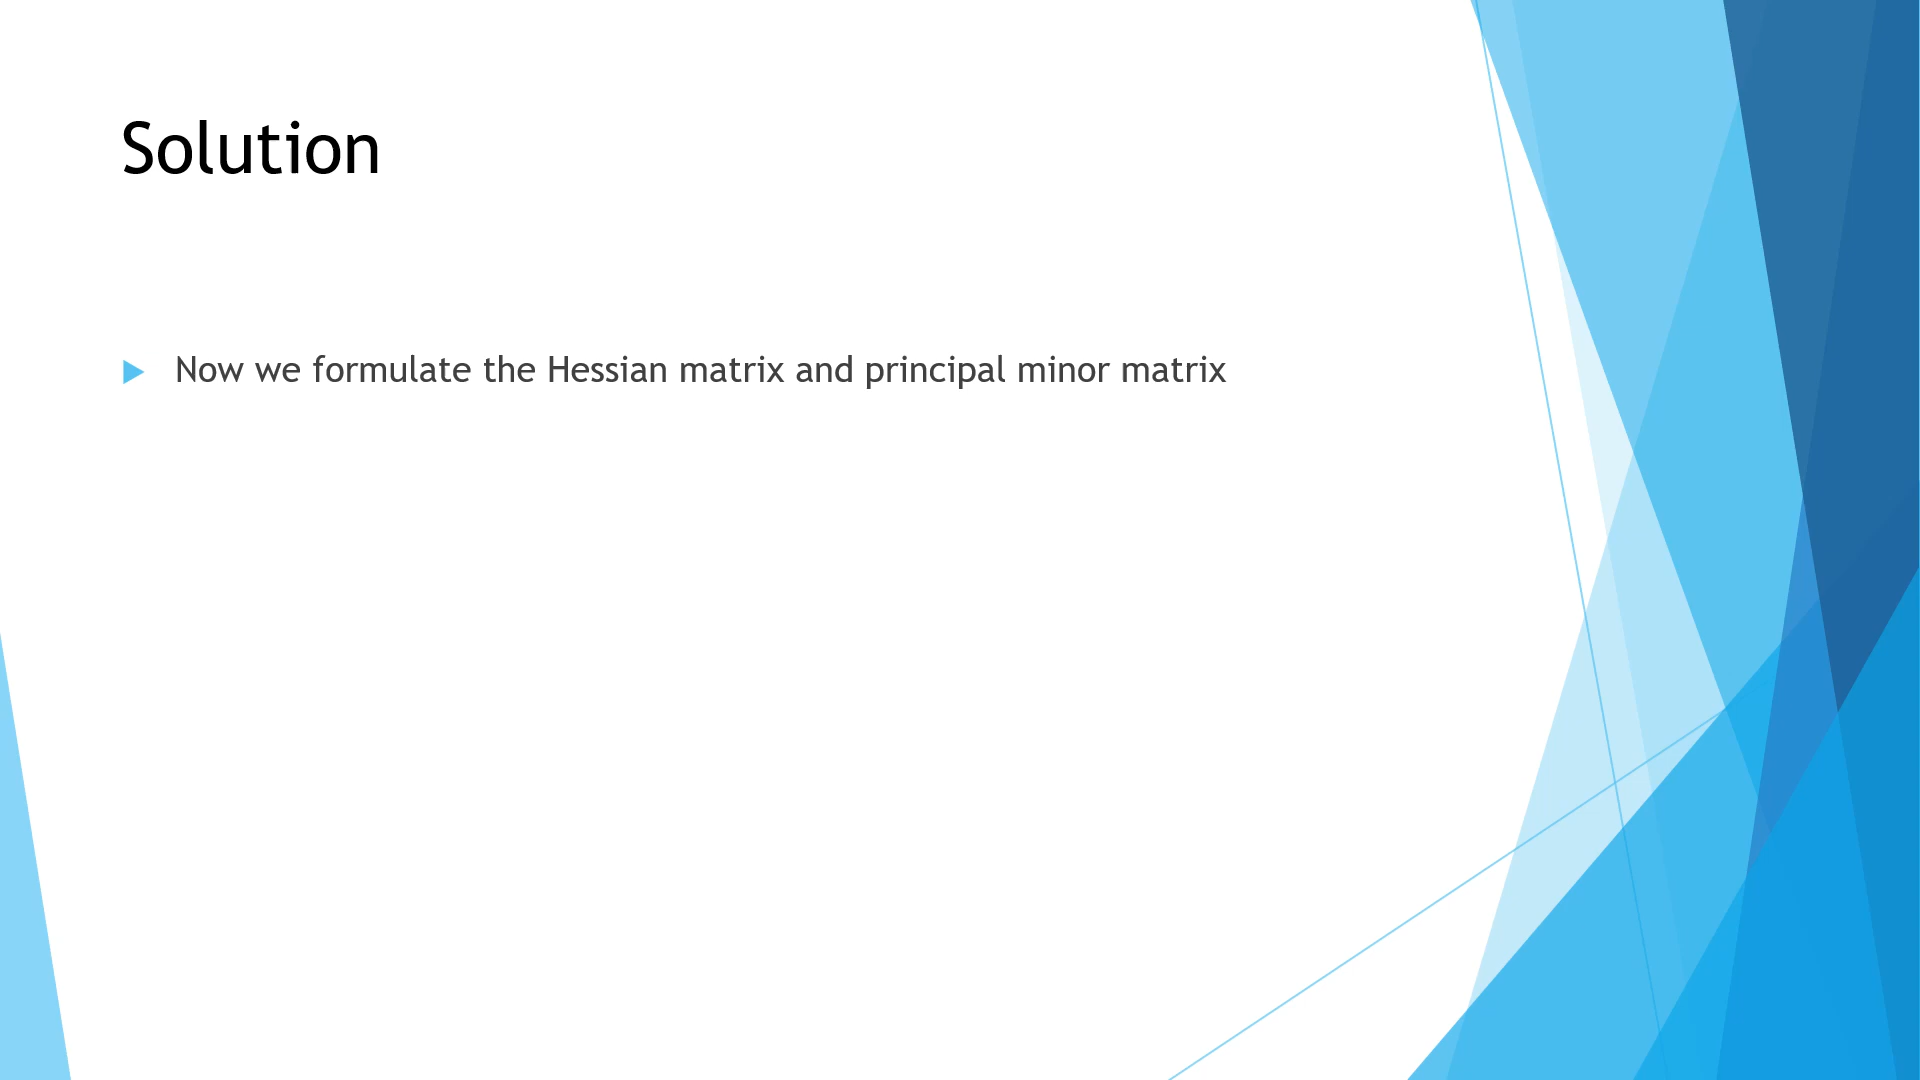 Solution
Now we formulate the Hessian matrix and principal minor matrix